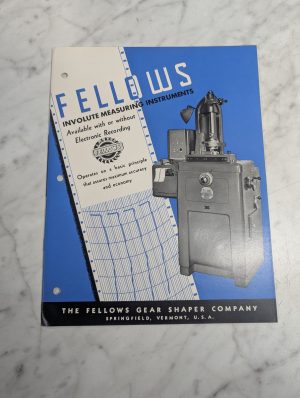 FELLOWS
INVOLUTE MEASURING INSTRUMENTS
Available with or without
Electronic Recording
FELLOWS
Operates on a basic principle
that assures maximum accuracy
and economy
THE FELLOWS GEAR SHAPER COMPANY
SPRINGFIELD, VERMONT, U.S.A.